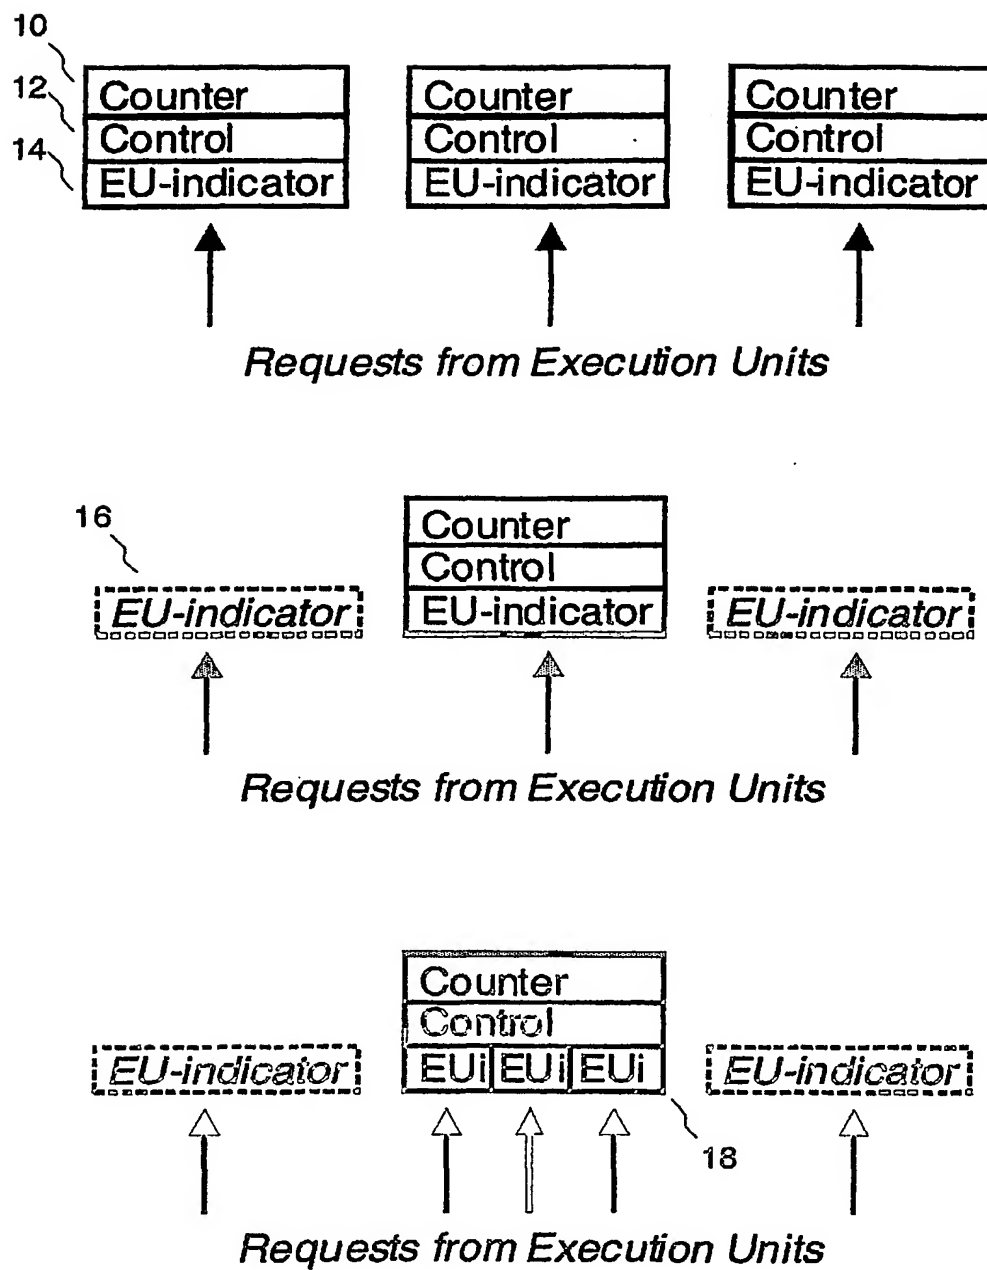 10
12
14
Counter Counter Counter
Control Control Control
EU-indicator EU-indicator EU-indicator
Requests from Execution Units
16
Counter
Control
EU-indicator EU-indicator EU-indicator
Requests from Execution Units
Counter
Control
EU-indicator EUi EUi EUi EU-indicator
18
Requests from Execution Units